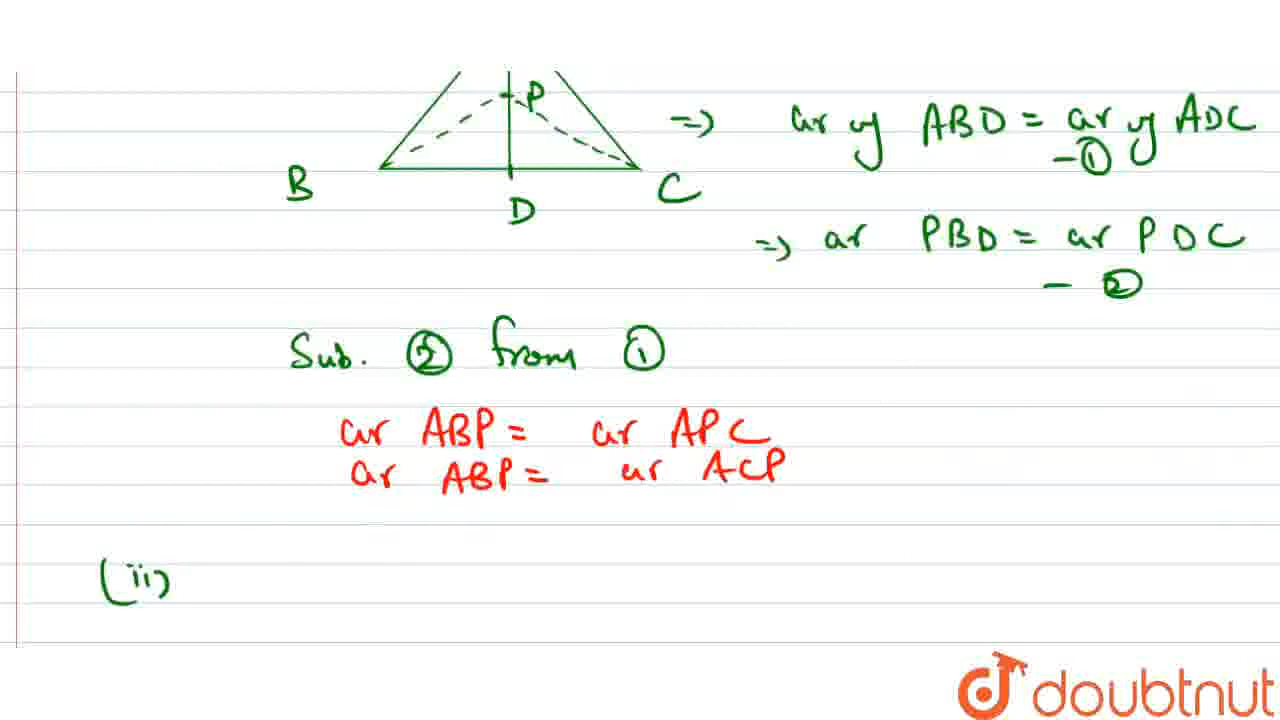 P
B D C
=> ar of ABD = ar of ADC
- ①
=> ar PBD = ar PDC
- ②
Sub. ② from ①
ar ABP = ar APC
ar ABP = ar ACP
(ii)
doubtnut